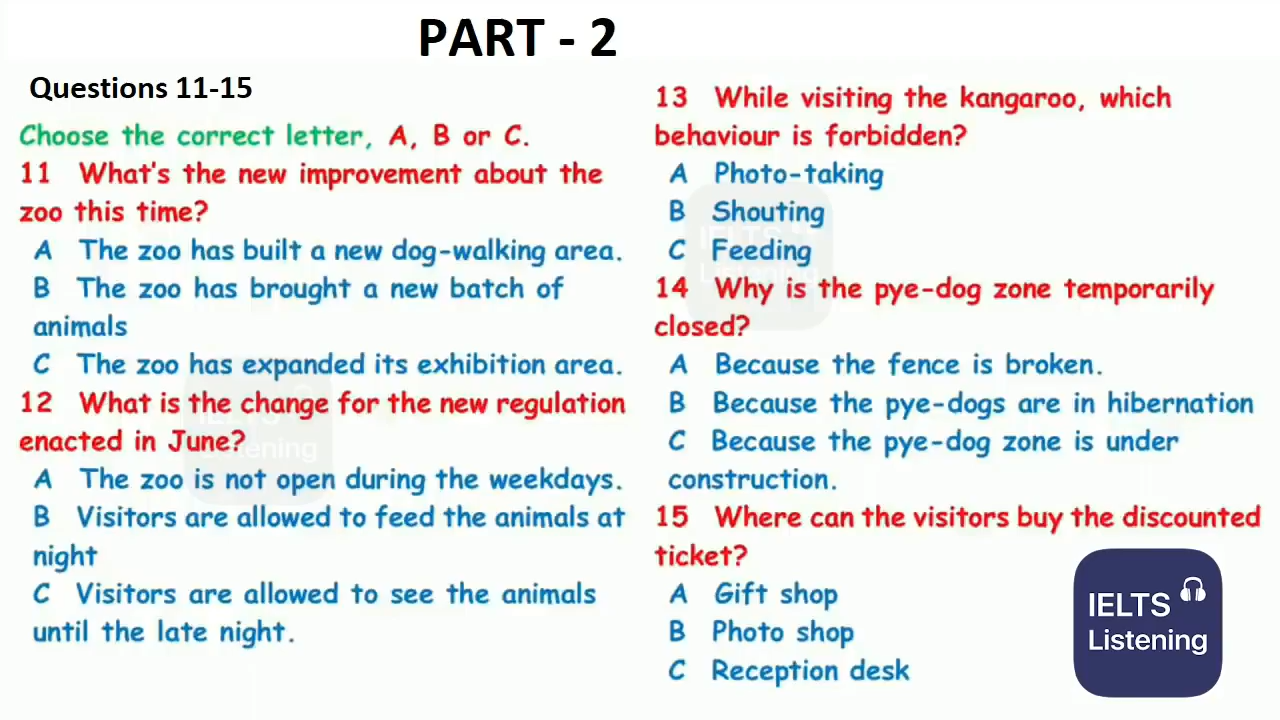 PART - 2
Questions 11-15
Choose the correct letter, A, B or C.
11 What's the new improvement about the
zoo this time?
A The zoo has built a new dog-walking area.
B The zoo has brought a new batch of
animals
C The zoo has expanded its exhibition area.
12 What is the change for the new regulation
enacted in June?
A The zoo is not open during the weekdays.
B Visitors are allowed to feed the animals at
night
C Visitors are allowed to see the animals
until the late night.
13 While visiting the kangaroo, which
behaviour is forbidden?
A Photo-taking
B Shouting
C Feeding
14 Why is the pye-dog zone temporarily
closed?
A Because the fence is broken.
B Because the pye-dogs are in hibernation
C Because the pye-dog zone is under
construction.
15 Where can the visitors buy the discounted
ticket?
A Gift shop
B Photo shop
C Reception desk
IELTS
Listening
IELTS
Listening
IELTS
Listening